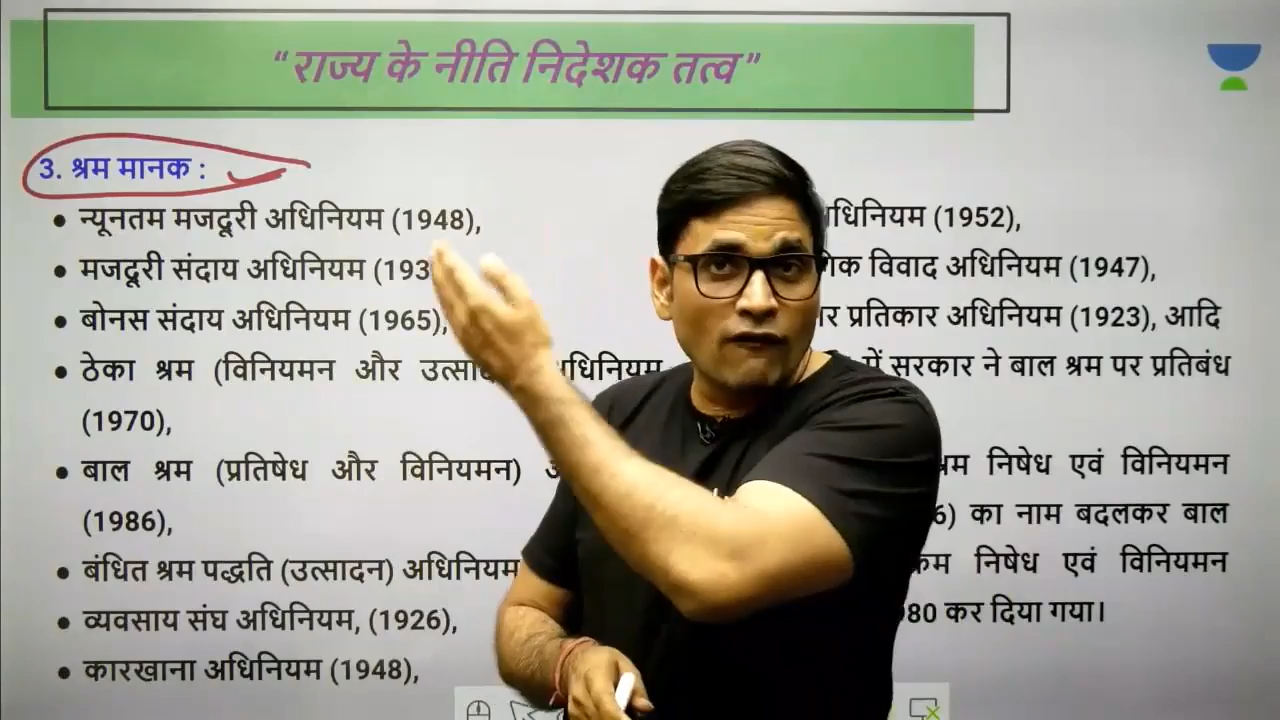 “राज्य के नीति निदेशक तत्व”
3. श्रम मानक :
• न्यूनतम मजदूरी अधिनियम (1948),
• मजदूरी संदाय अधिनियम (193
• बोनस संदाय अधिनियम (1965),
• ठेका श्रम (विनियमन और
(1970),
• बाल श्रम (प्रतिषेध और विनियमन)
(1986),
• बंधित श्रम पद्धति (उत्सादन) अधिनियम
• व्यवसाय संघ अधिनियम, (1926),
• कारखाना अधिनियम (1948),
धिनियम (1952),
विवाद अधिनियम (1947),
प्रतिकार अधिनियम (1923), आदि
में सरकार ने बाल श्रम पर प्रतिबंध
निषेध एवं विनियमन
6) का नाम बदलकर बाल
निषेध एवं विनियमन
980 कर दिया गया।